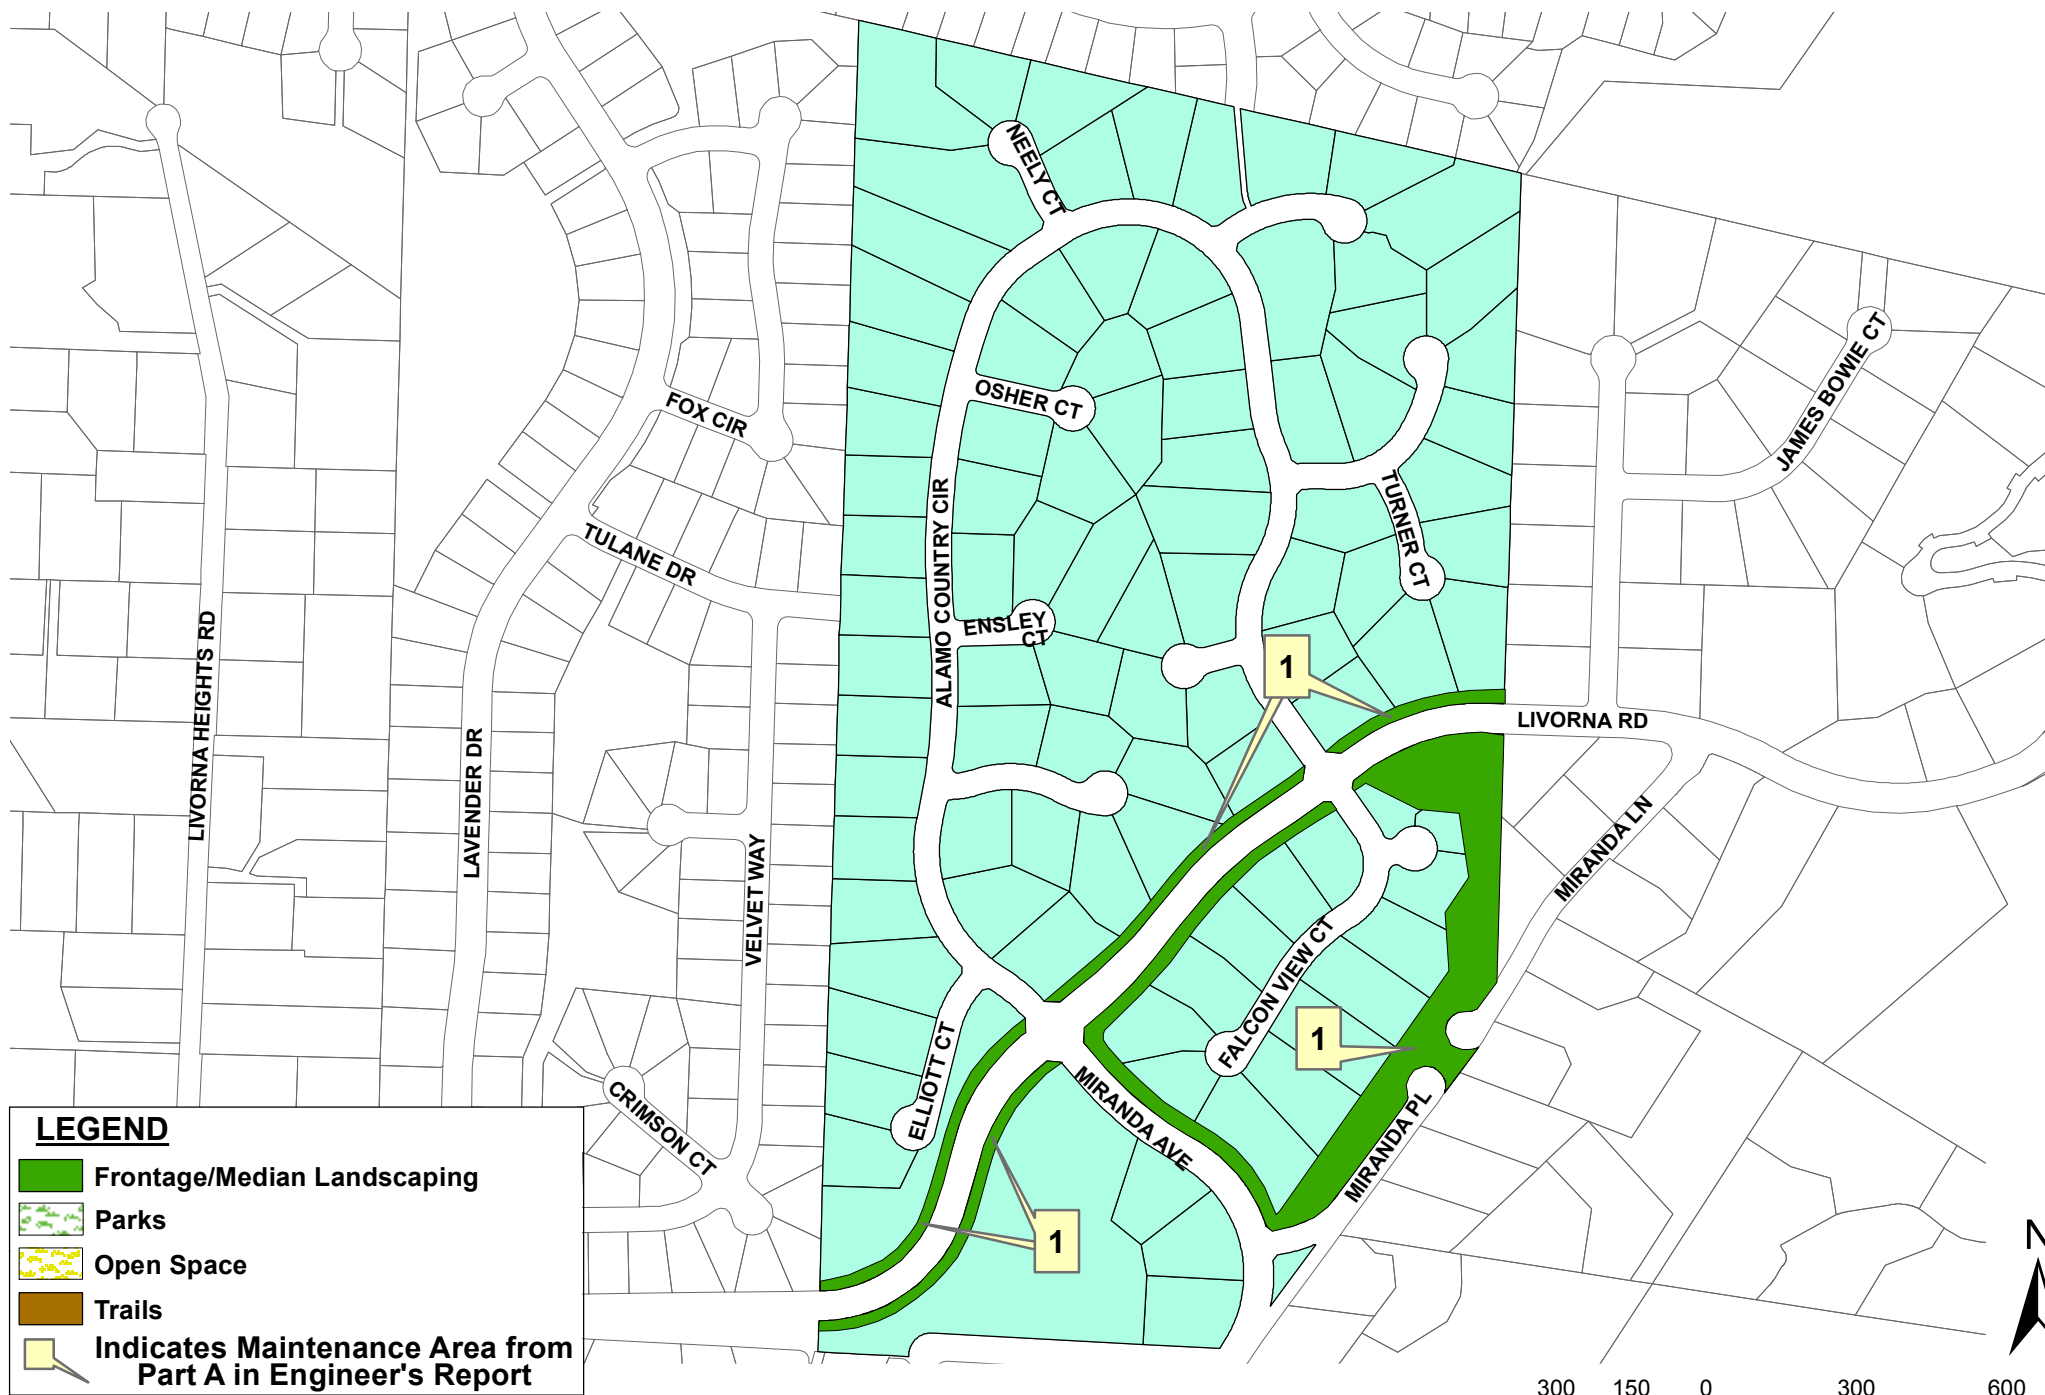 NEELY CT
OSHER CT
FOX CIR
JAMES BOWIE CT
TULANE DR
ALAMO COUNTRY CIR
TURNER CT
ENSLEY
CT
LIVORNA HEIGHTS RD
1
LIVORNA RD
LAVENDER DR
VELVET WAY
MIRANDA LN
FALCON VIEW CT
ELLIOTT CT
1
MIRANDA AVE
CRIMSON CT
MIRANDA PL
1
LEGEND
Frontage/Median Landscaping
Parks
Open Space
Trails
Indicates Maintenance Area from
Part A in Engineer's Report
N
300 150 0 300 600